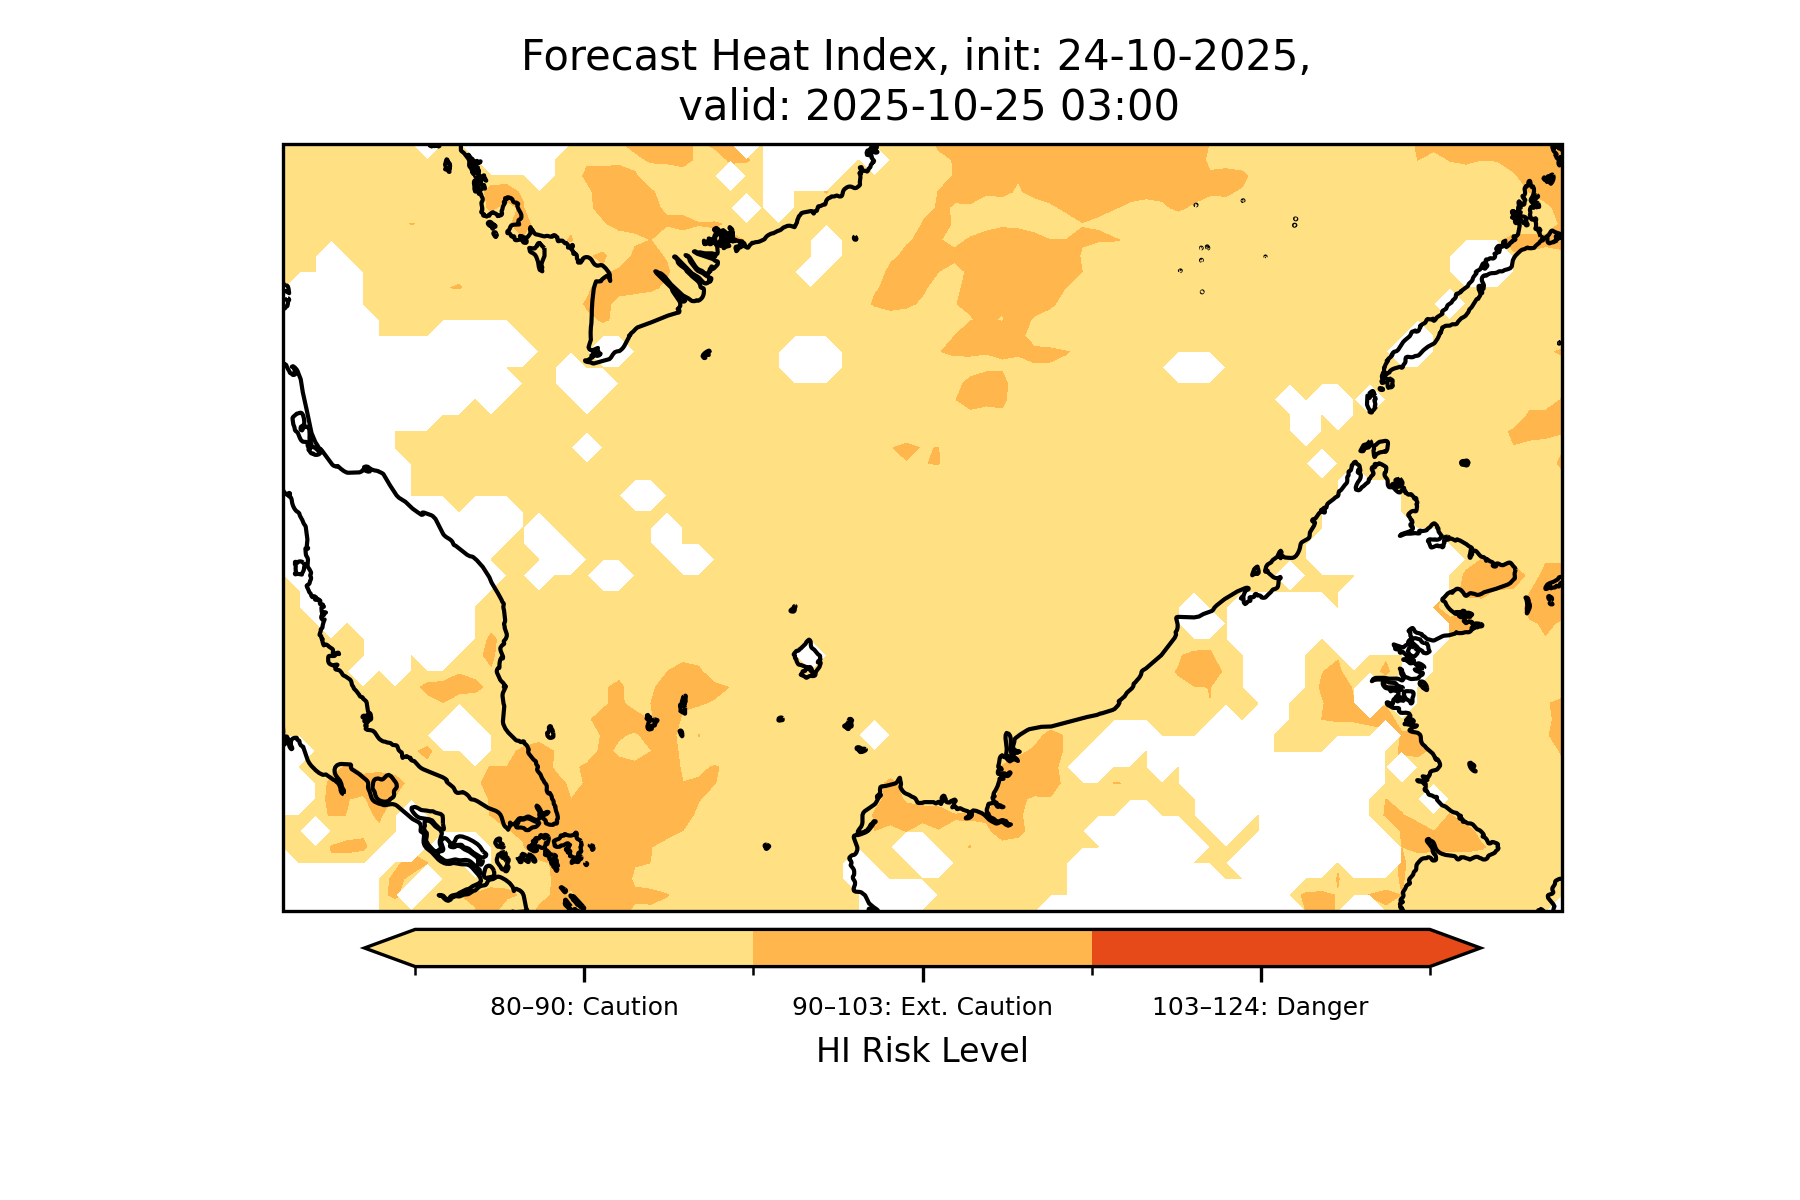 Forecast Heat Index, init: 24-10-2025,
valid: 2025-10-25 03:00
80–90: Caution
90–103: Ext. Caution
103–124: Danger
HI Risk Level